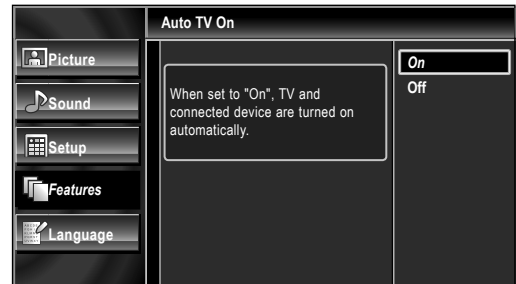 Auto TV On
Picture
Sound
Setup
Features
Language
When set to "On", TV and
connected device are turned on
automatically.
On
Off